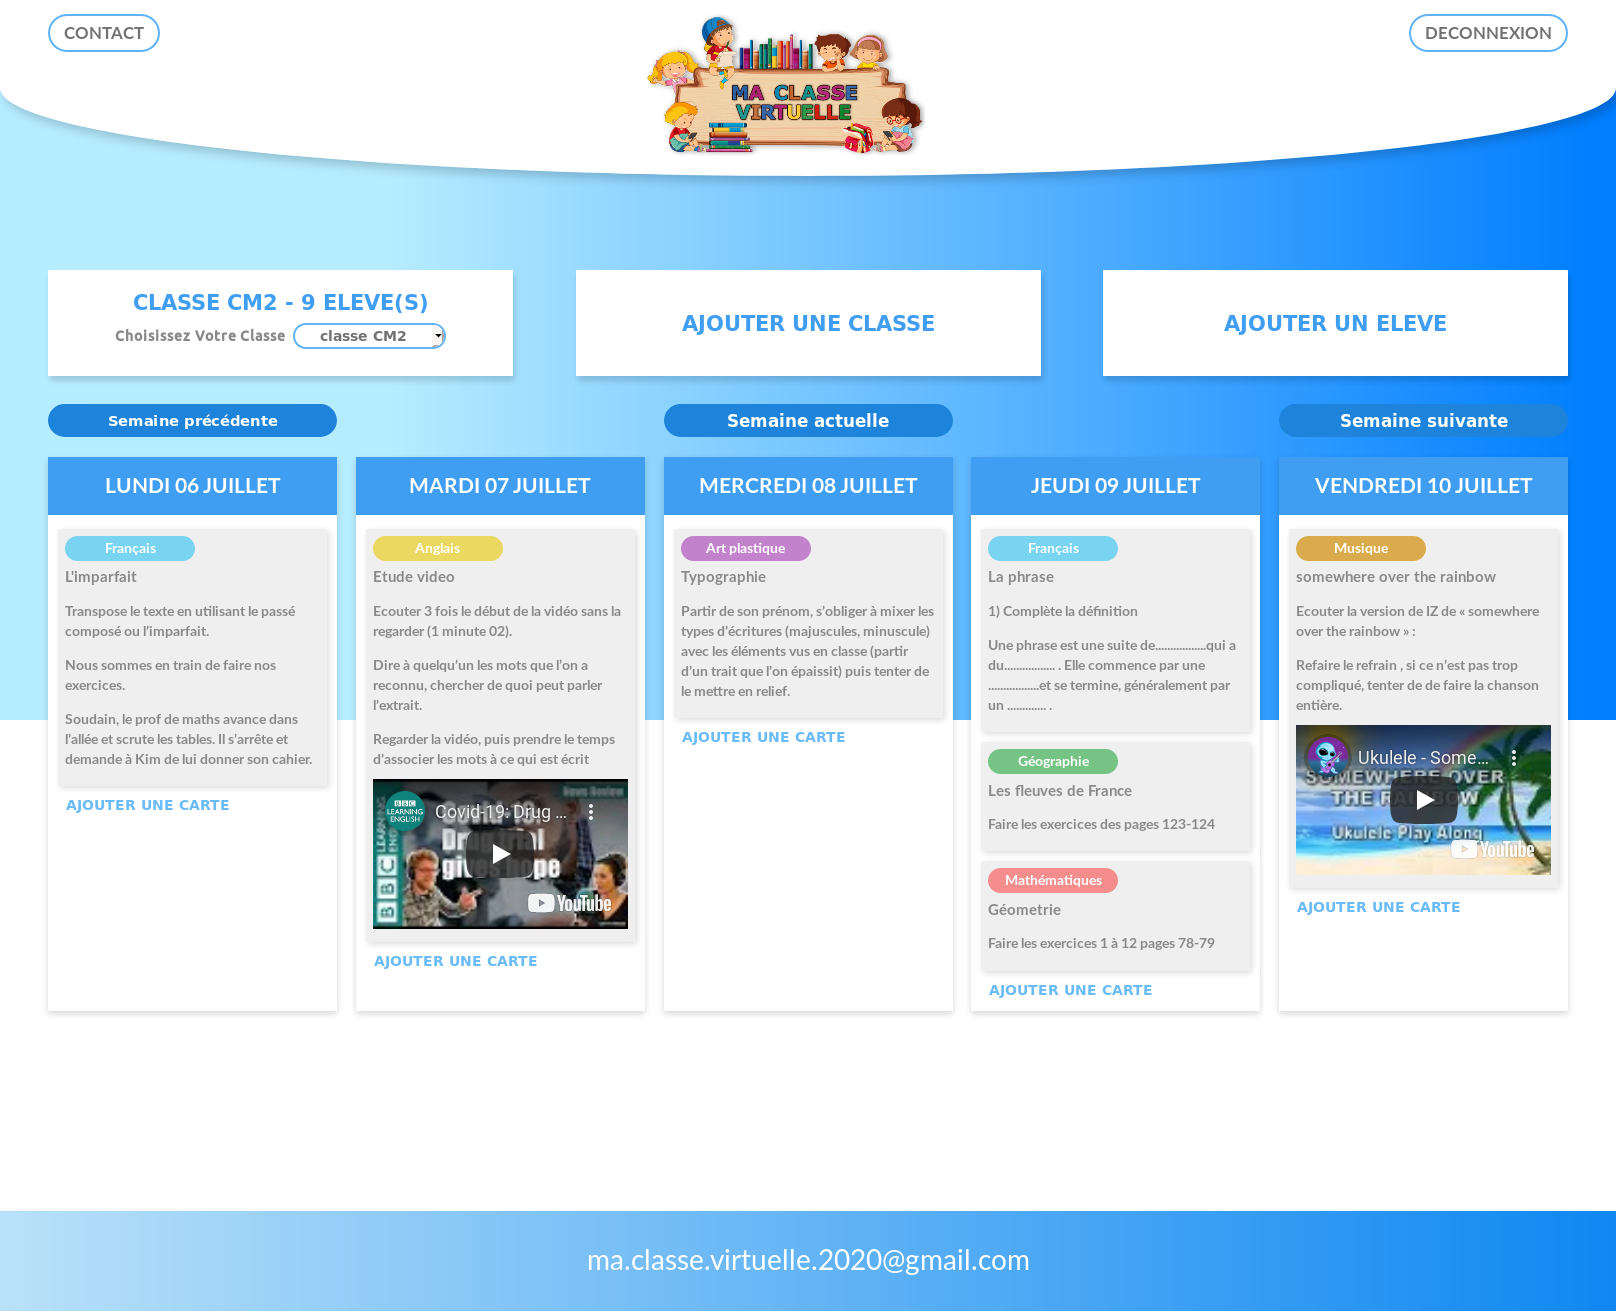 CONTACT
MA CLASSE
VIRTUELLE
DECONNEXION
CLASSE CM2 - 9 ELEVE(S)
Choisissez Votre Classe classe CM2
AJOUTER UNE CLASSE
AJOUTER UN ELEVE
Semaine précédente
Semaine actuelle
Semaine suivante
LUNDI 06 JUILLET
Français
L'imparfait
Transpose le texte en utilisant le passé
composé ou l’imparfait.
Nous sommes en train de faire nos
exercices.
Soudain, le prof de maths avance dans
l’allée et scrute les tables. Il s’arrête et
demande à Kim de lui donner son cahier.
AJOUTER UNE CARTE
MARDI 07 JUILLET
Anglais
Etude video
Ecouter 3 fois le début de la vidéo sans la
regarder (1 minute 02).
Dire à quelqu’un les mots que l’on a
reconnu, chercher de quoi peut parler
l’extrait.
Regarder la vidéo, puis prendre le temps
d’associer les mots à ce qui est écrit
News Review
BBC
LEARNING
ENGLISH
Covid-19: Drug ...
Drug trial
gives hope
BBC
YouTube
AJOUTER UNE CARTE
MERCREDI 08 JUILLET
Art plastique
Typographie
Partir de son prénom, s’obliger à mixer les
types d’écritures (majuscules, minuscule)
avec les éléments vus en classe (partir
d’un trait que l’on épaissit) puis tenter de
le mettre en relief.
AJOUTER UNE CARTE
JEUDI 09 JUILLET
Français
La phrase
1) Complète la définition
Une phrase est une suite de.................qui a
du................. . Elle commence par une
.................et se termine, généralement par
un ............. .
Géographie
Les fleuves de France
Faire les exercices des pages 123-124
Mathématiques
Géometrie
Faire les exercices 1 à 12 pages 78-79
AJOUTER UNE CARTE
VENDREDI 10 JUILLET
Musique
somewhere over the rainbow
Ecouter la version de IZ de « somewhere
over the rainbow » :
Refaire le refrain , si ce n’est pas trop
compliqué, tenter de de faire la chanson
entière.
Ukulele - Some...
SOMEWHERE OVER
THE RAINBOW
Ukulele Play Along
YouTube
AJOUTER UNE CARTE
ma.classe.virtuelle.2020@gmail.com